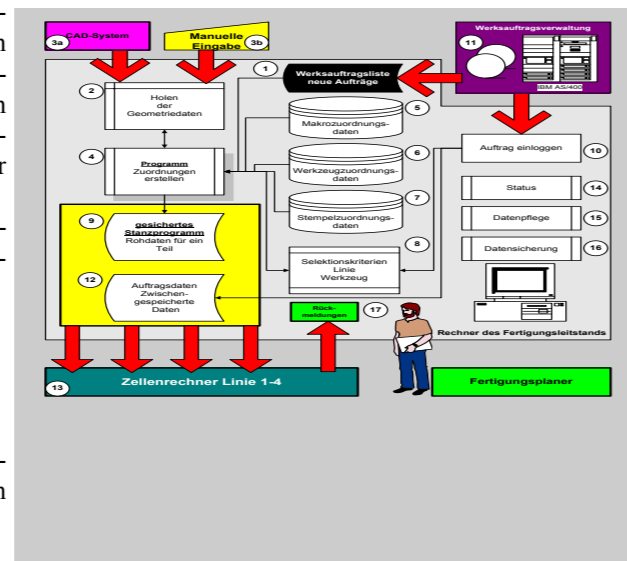 3a
CAD-System
Manuelle
Eingabe
3b
Werksauftragsverwaltung
11
IBM AS/400
1
Werksauftragsliste
neue Aufträge
2
Holen
der
Geometriedaten
5
Makrozuordnungs-
daten
4
Programm
Zuordnungen
erstellen
6
Werkzeugzuordnungs-
daten
Auftrag einloggen
10
7
Stempelzuordnungs-
daten
Status
14
9
gesichertes
Stanzprogramm
Rohdaten für ein
Teil
Datenpflege
15
8
Selektionskriterien
Linie
Werkzeug
Datensicherung
16
12
Auftragsdaten
Zwischen-
gespeicherte
Daten
Rück-
meldungen
17
Rechner des Fertigungsleitstands
13
Zellenrechner Linie 1-4
Fertigungsplaner